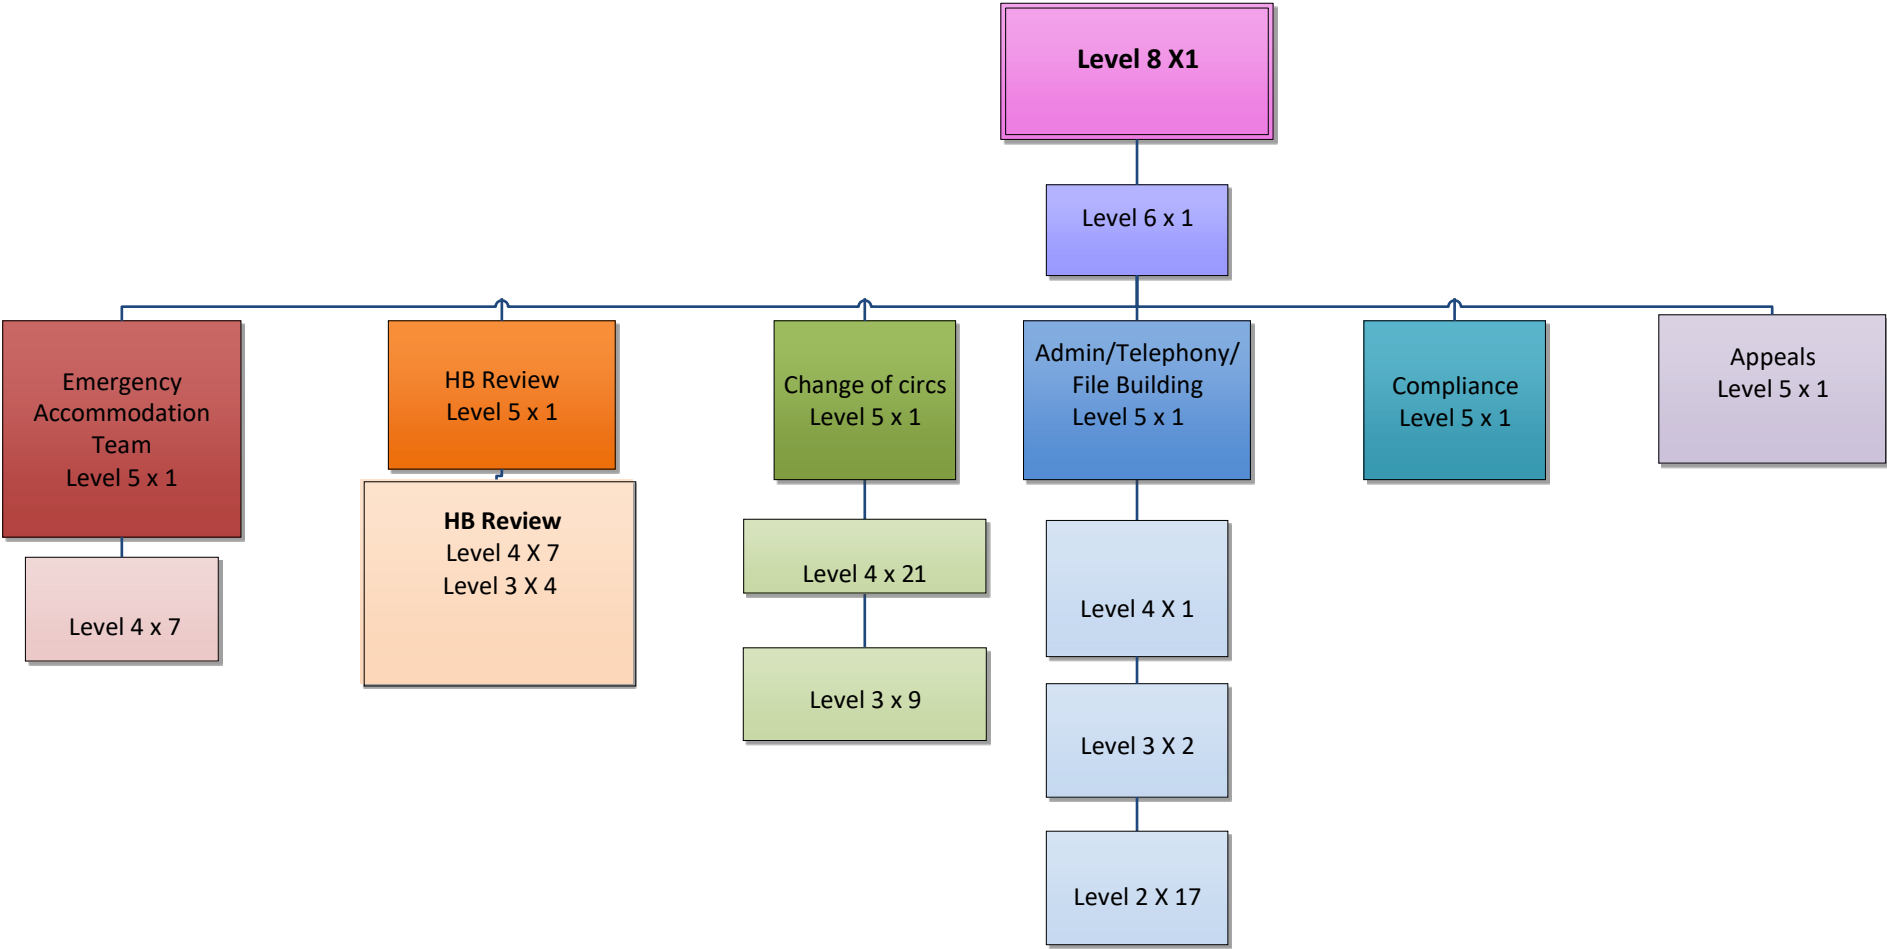 Level 8 X1
Level 6 x 1
Emergency
Accommodation
Team
Level 5 x 1
Level 4 x 7
HB Review
Level 5 x 1
HB Review
Level 4 X 7
Level 3 X 4
Change of circs
Level 5 x 1
Level 4 x 21
Level 3 x 9
Admin/Telephony/
File Building
Level 5 x 1
Level 4 X 1
Level 3 X 2
Level 2 X 17
Compliance
Level 5 x 1
Appeals
Level 5 x 1